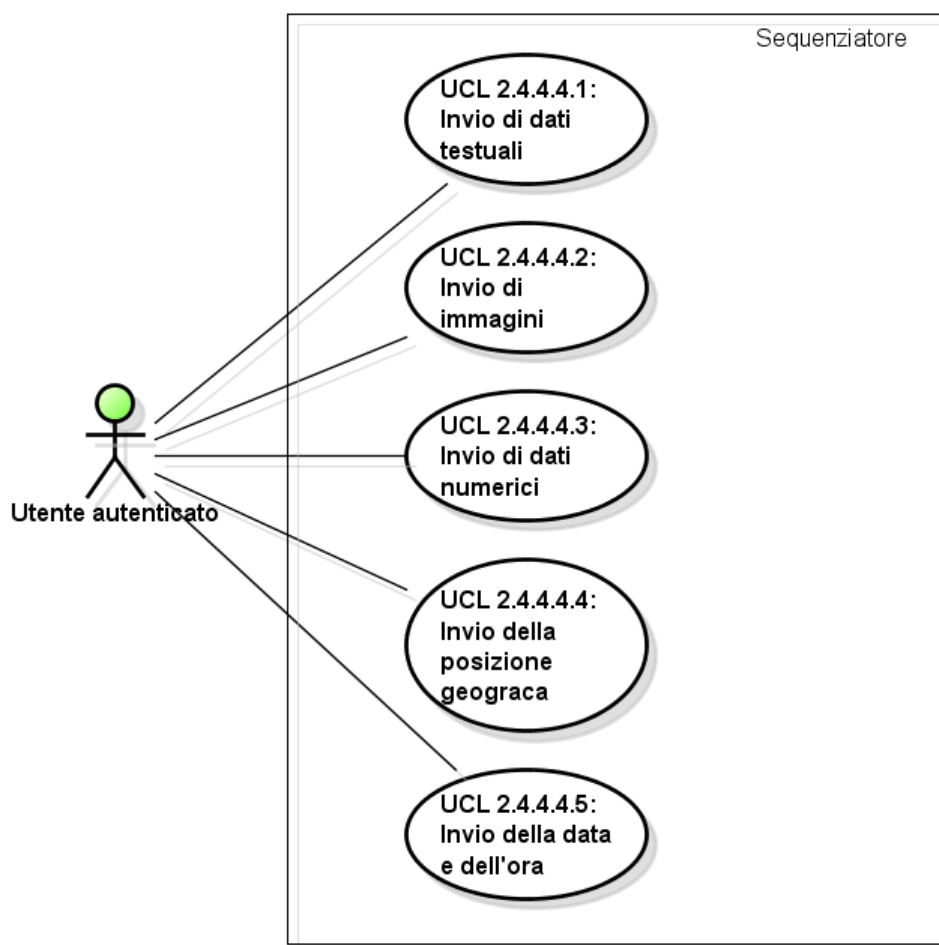 Sequenziatore
UCL 2.4.4.4.1:
Invio di dati
testuali
UCL 2.4.4.4.2:
Invio di
immagini
UCL 2.4.4.4.3:
Invio di dati
numerici
Utente autenticato
UCL 2.4.4.4.4:
Invio della
posizione
geograca
UCL 2.4.4.4.5:
Invio della data
e dell'ora